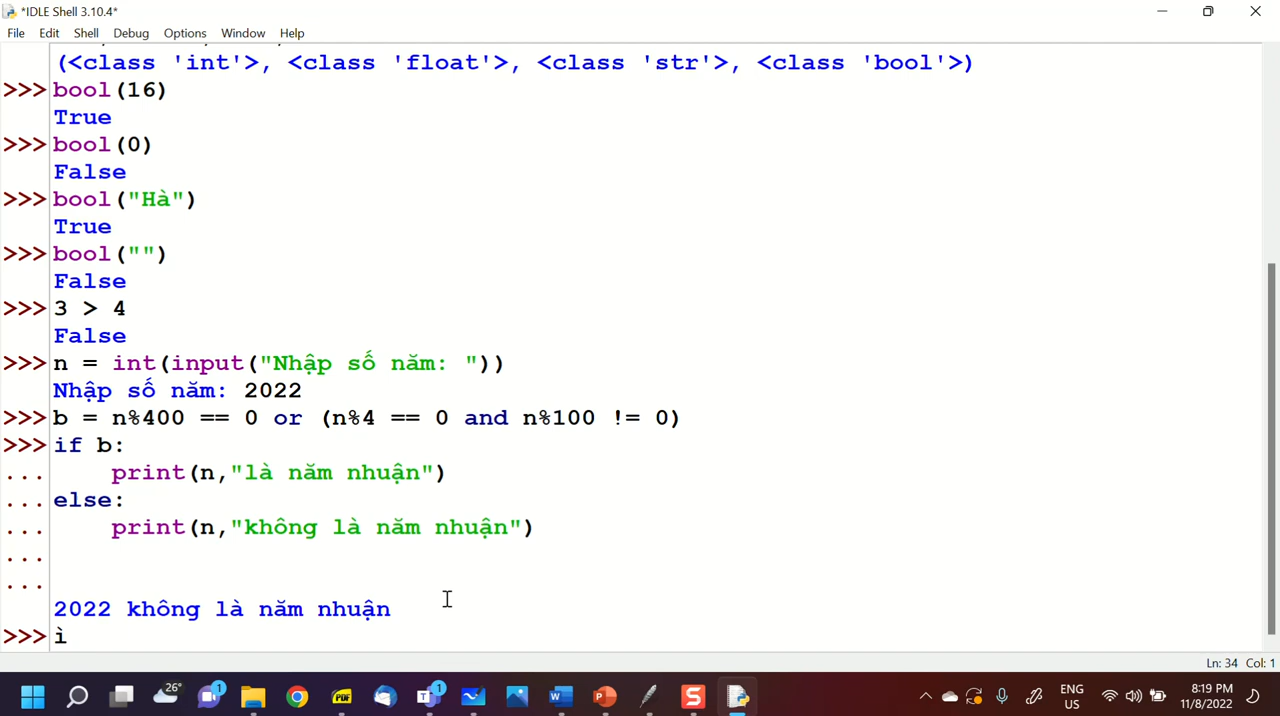 *IDLE Shell 3.10.4*
File Edit Shell Debug Options Window Help
(<class 'int'>, <class 'float'>, <class 'str'>, <class 'bool'>)
>>> bool(16)
True
>>> bool(0)
False
>>> bool("Hà")
True
>>> bool("")
False
>>> 3 > 4
False
>>> n = int(input("Nhập số năm: "))
Nhập số năm: 2022
>>> b = n%400 == 0 or (n%4 == 0 and n%100 != 0)
>>> if b:
... print(n,"là năm nhuận")
... else:
... print(n,"không là năm nhuận")
...
...
2022 không là năm nhuận
>>> ì
Ln: 34 Col: 1
26°
1
PDF
1
ENG
US
8:19 PM
11/8/2022